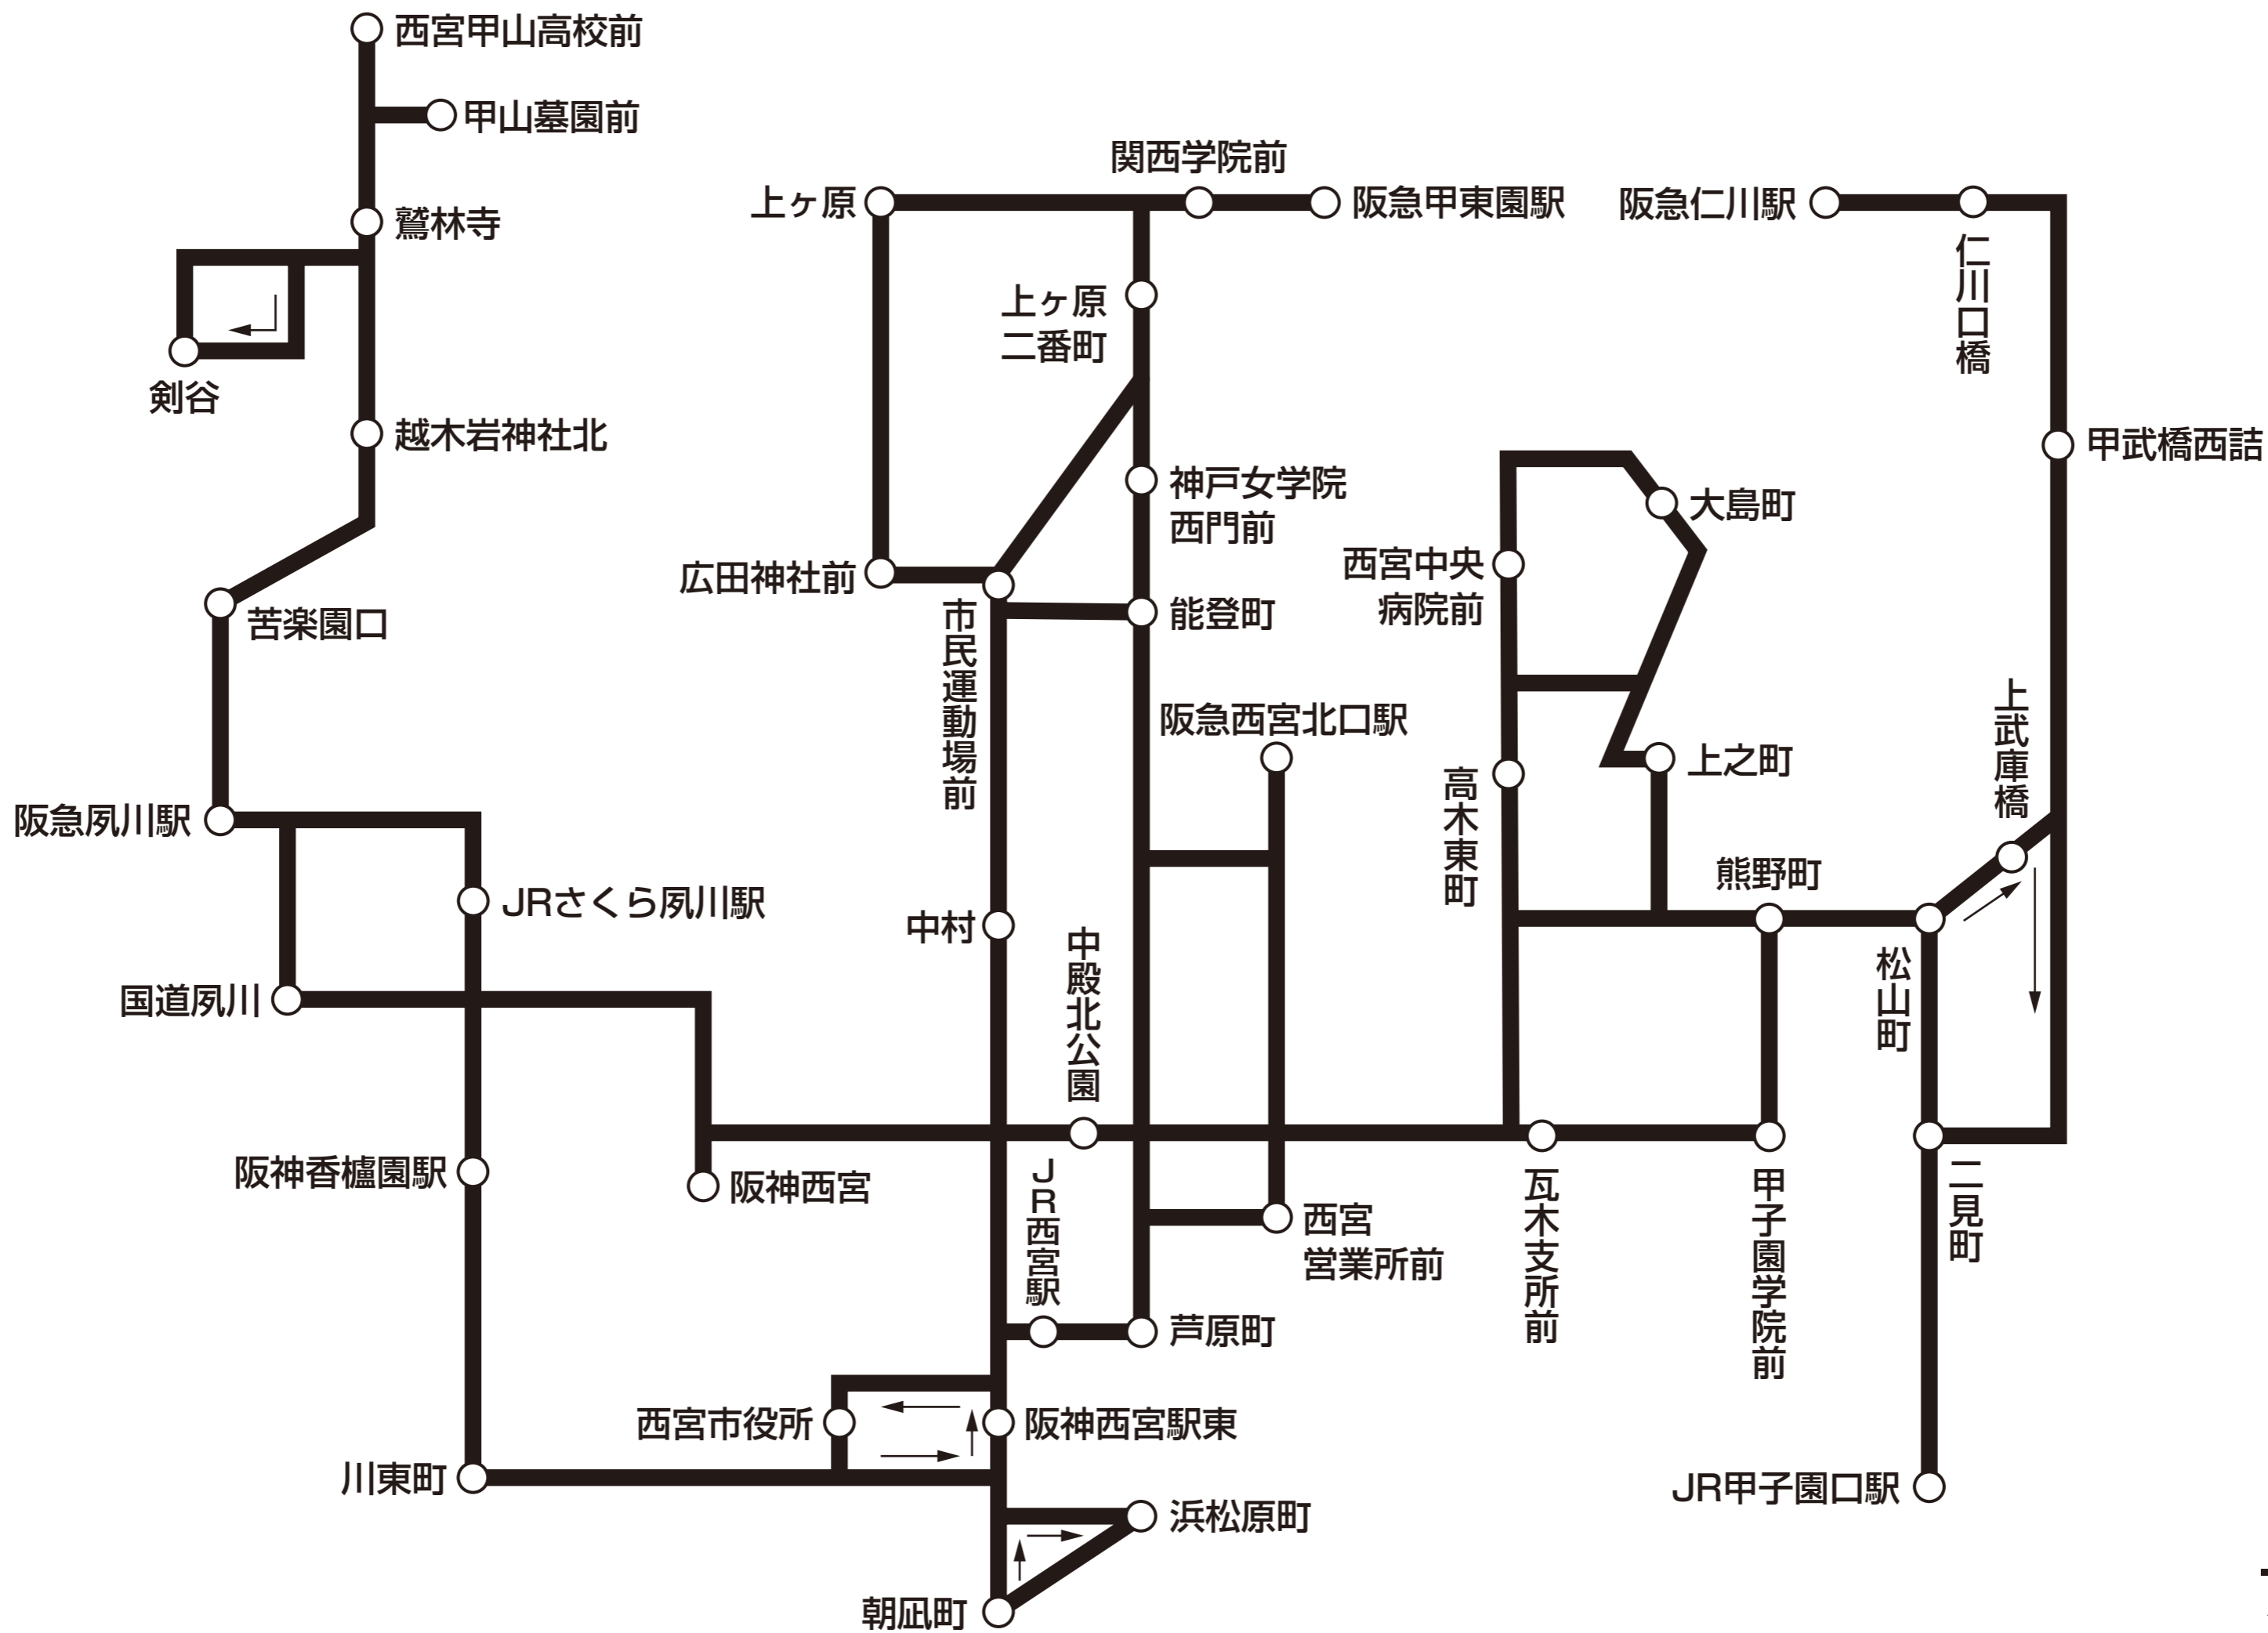 西宮甲山高校前
甲山墓園前
鷲林寺
剣谷
越木岩神社北
苦楽園口
阪急夙川駅
JRさくら夙川駅
国道夙川
阪神香櫨園駅
阪神西宮
川東町
関西学院前
上ヶ原
阪急甲東園駅
上ヶ原
二番町
神戸女学院
西門前
広田神社前
市民運動場前
能登町
阪急西宮北口駅
中村
中殿北公園
JR西宮駅
西宮
営業所前
芦原町
西宮市役所
阪神西宮駅東
浜松原町
朝凪町
阪急仁川駅
仁川口橋
甲武橋西詰
大島町
西宮中央
病院前
上武庫橋
高木東町
上之町
熊野町
松山町
瓦木支所前
甲子園学院前
二見町
JR甲子園口駅